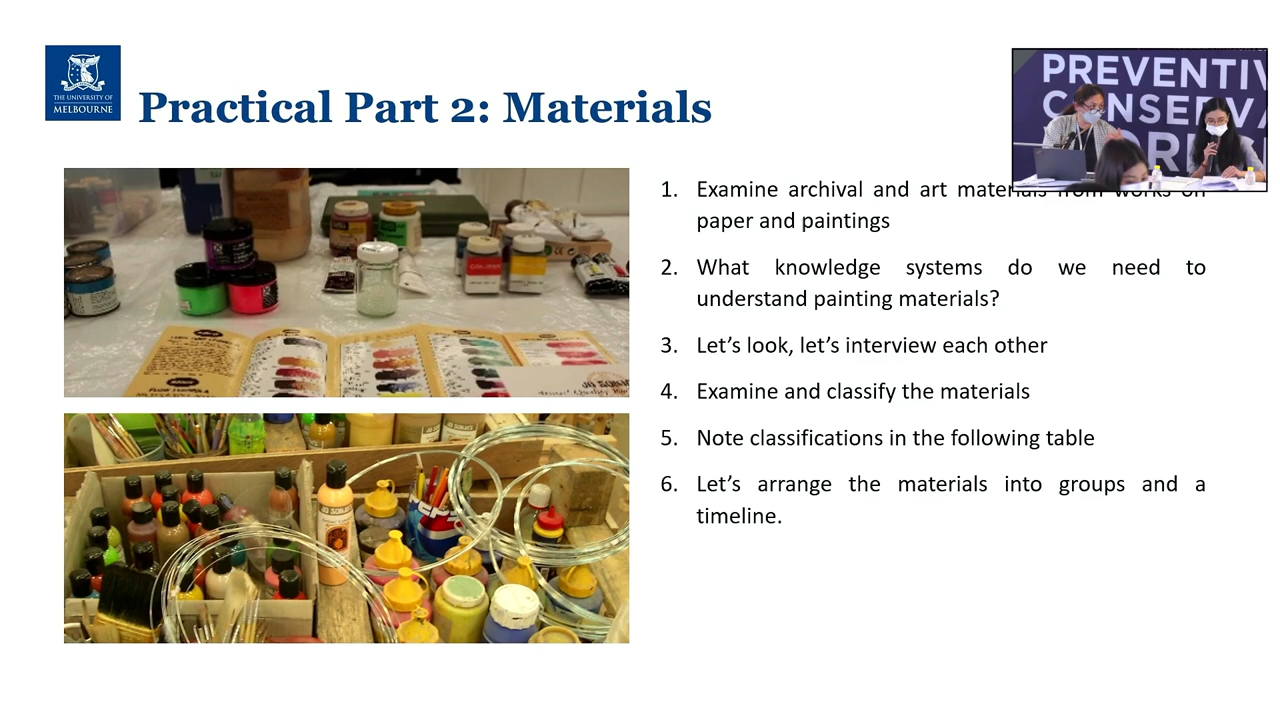 THE UNIVERSITY OF
MELBOURNE
Practical Part 2: Materials
PREVENTIV
CONSERVA
1. Examine archival and art materials from works on
paper and paintings
2. What knowledge systems do we need to
understand painting materials?
3. Let’s look, let’s interview each other
4. Examine and classify the materials
5. Note classifications in the following table
6. Let’s arrange the materials into groups and a
timeline.
JO SONJA